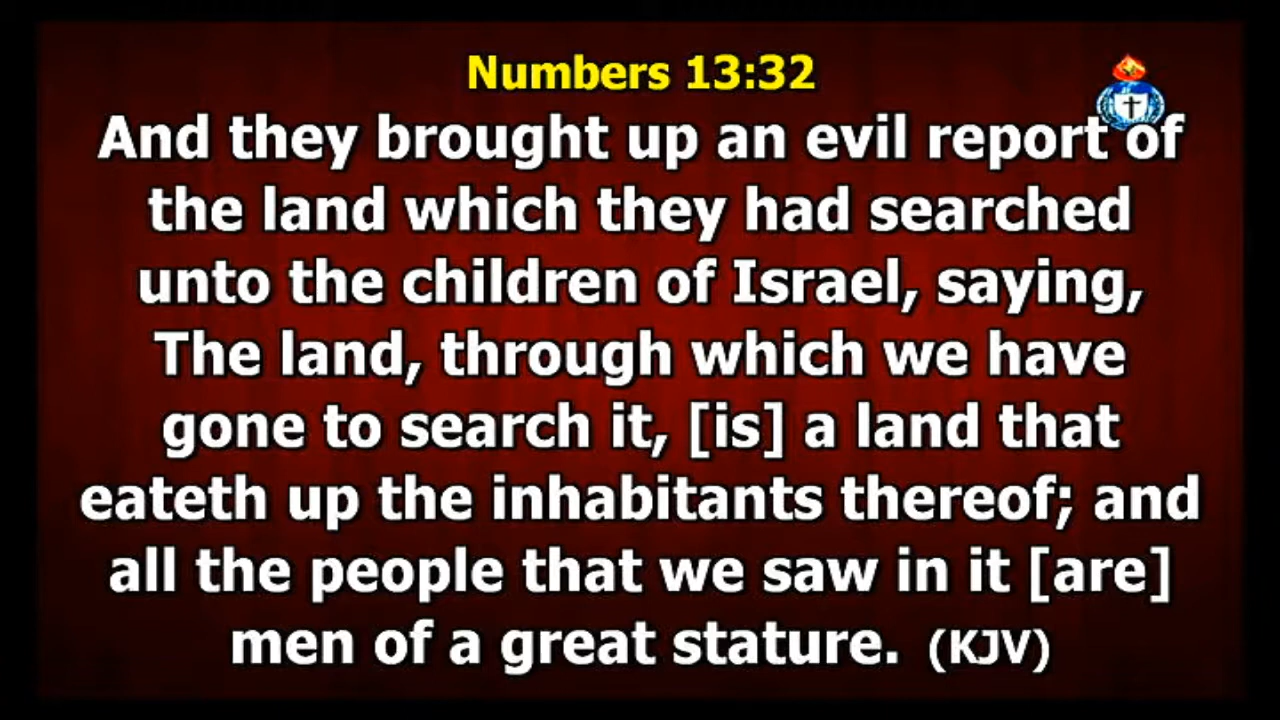 Numbers 13:32
And they brought up an evil report of
the land which they had searched
unto the children of Israel, saying,
The land, through which we have
gone to search it, [is] a land that
eateth up the inhabitants thereof; and
all the people that we saw in it [are]
men of a great stature. (KJV)